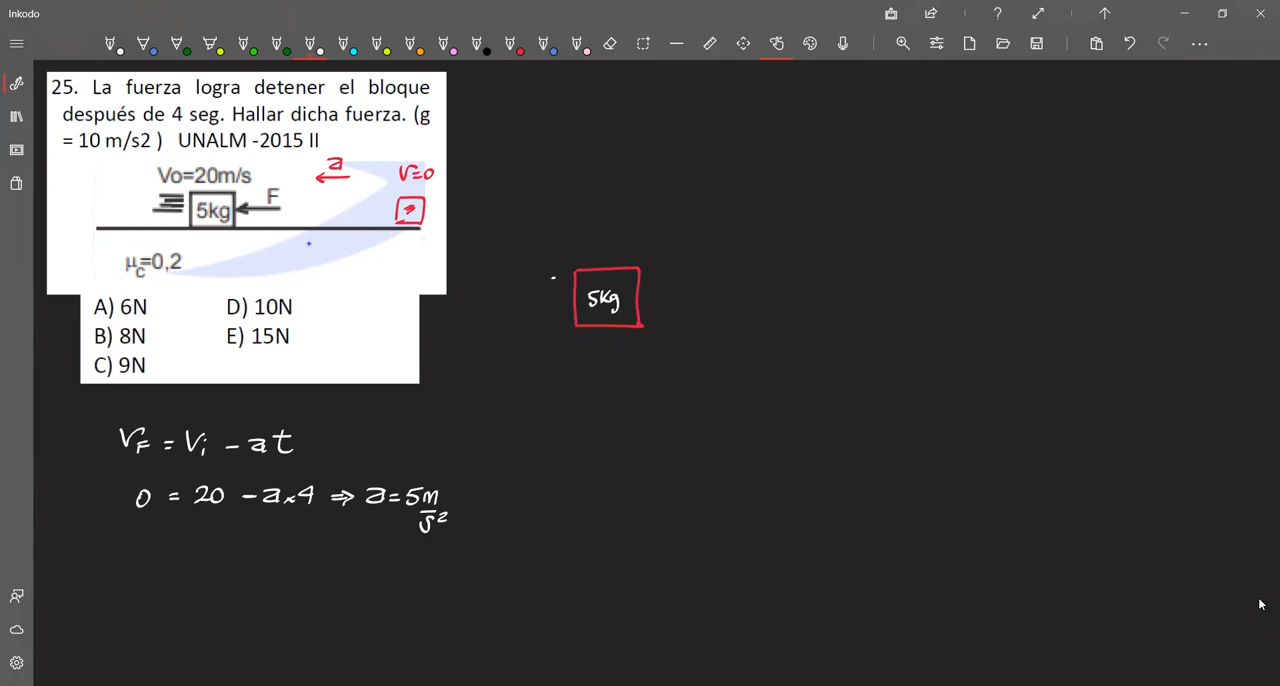 Inkodo
25. La fuerza logra detener el bloque
después de 4 seg. Hallar dicha fuerza. (g
= 10 m/s2 ) UNALM -2015 II
a
V=0
Vo=20m/s
F
5kg
μc=0,2
5kg
A) 6N D) 10N
B) 8N E) 15N
C) 9N
VF = Vi - at
0 = 20 - a×4 ⇒ a = 5m/s²